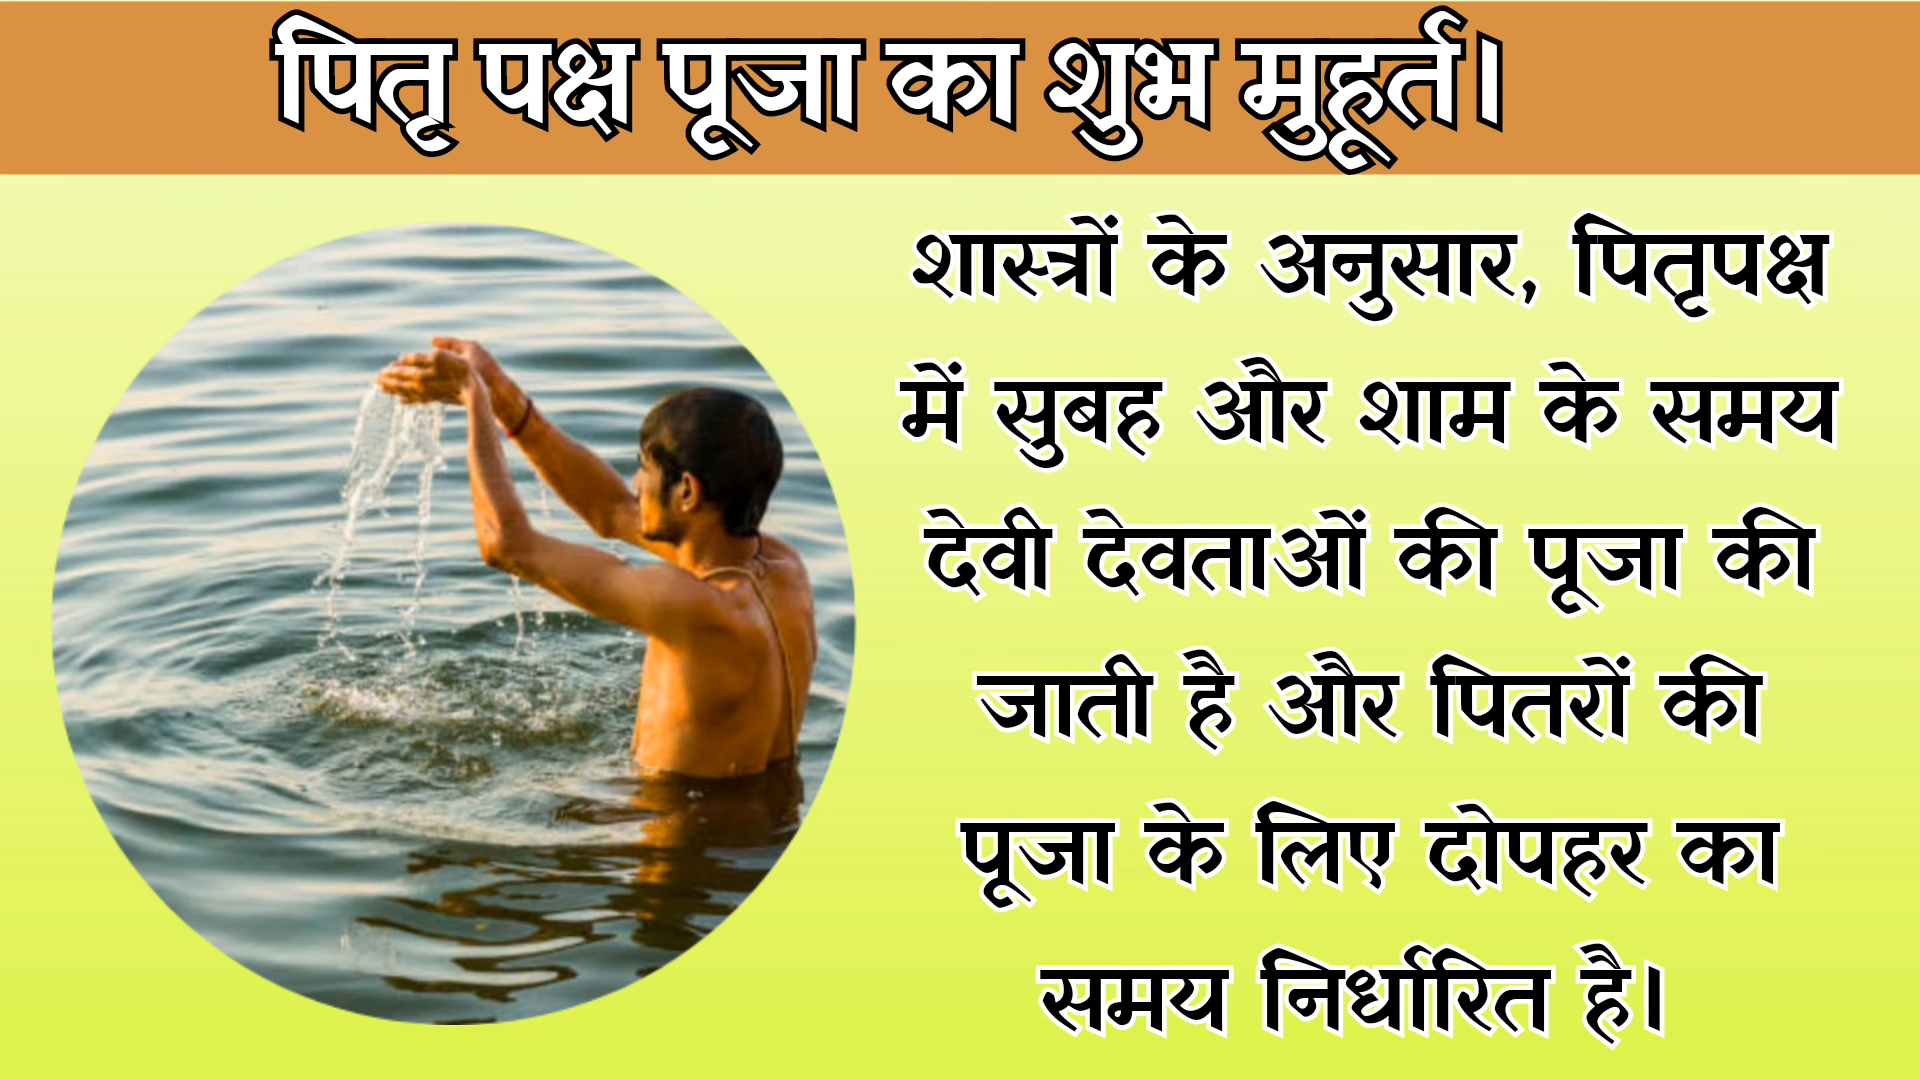 पितृ पक्ष पूजा का शुभ मुहूर्त।
शास्त्रों के अनुसार, पितृपक्ष
में सुबह और शाम के समय
देवी देवताओं की पूजा की
जाती है और पितरों की
पूजा के लिए दोपहर का
समय निर्धारित है।